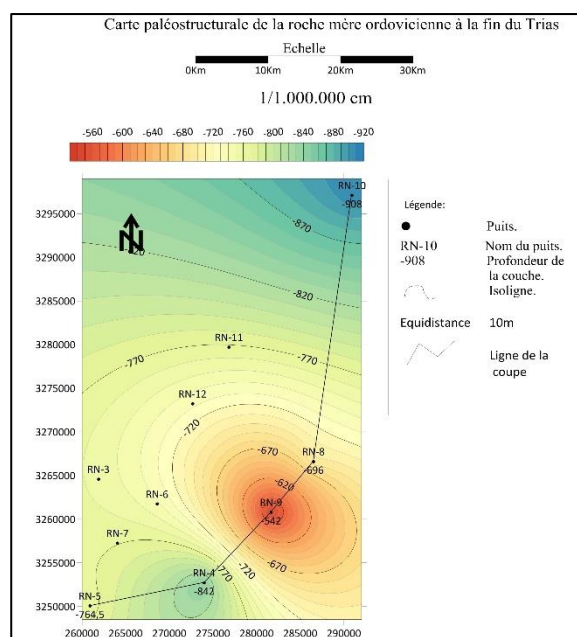 Carte paléostructurale de la roche mère ordovicienne à la fin du Trias
Echelle
0Km 10Km 20Km 30Km
1/1.000.000 cm
-560 -600 -640 -680 -720 -760 -800 -840 -880 -920
RN-10
-908
3295000
-870
N
3290000
-820
3285000
-820
RN-11
3280000
-770
-770
3275000
RN-12
3270000
-720
-670
RN-8
-696
3265000
RN-3
-620
RN-6
RN-9
-542
3260000
RN-7
-670
3255000
-720
-770
RN-4
-842
RN-5
3250000
-764,5
260000 265000 270000 275000 280000 285000 290000
Légende:
Puits.
RN-10 Nom du puits.
-908 Profondeur de
la couche.
Isoligne.
Equidistance 10m
Ligne de la
coupe